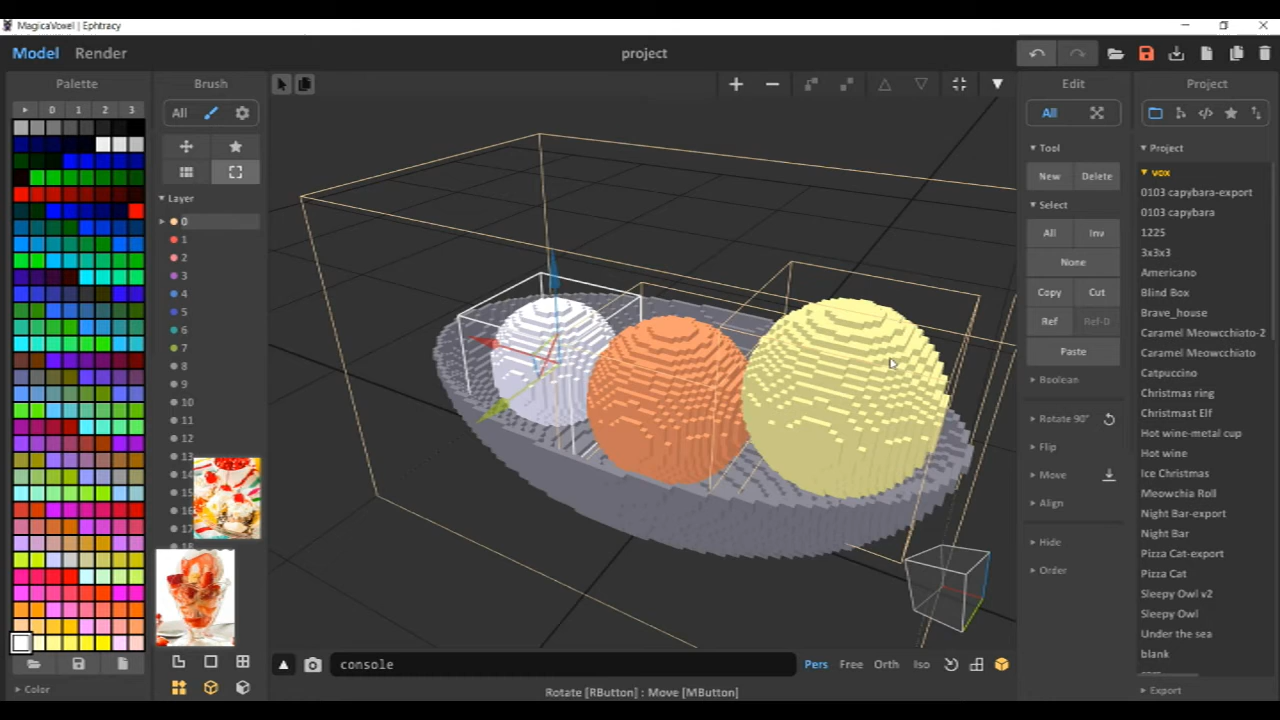 MagicaVoxel | Ephtracy
Model Render
project
Palette
0 1 2 3
Color
Brush
All
Layer
0
1
2
3
4
5
6
7
8
9
10
11
12
13
14
15
16
17
console
Pers Free Orth Iso
Rotate [RButton] : Move [MButton]
Edit
All
Tool
New Delete
Select
All Inv
None
Copy Cut
Ref Ref-D
Paste
Boolean
Rotate 90°
Flip
Move
Align
Hide
Order
Project
Project
vox
0103 capybara-export
0103 capybara
1225
3x3x3
Americano
Blind Box
Brave_house
Caramel Meowcchiato-2
Caramel Meowcchiato
Catpuccino
Christmas ring
Christmast Elf
Hot wine-metal cup
Hot wine
Ice Christmas
Meowchia Roll
Night Bar-export
Night Bar
Pizza Cat-export
Pizza Cat
Sleepy Owl v2
Sleepy Owl
Under the sea
blank
Export